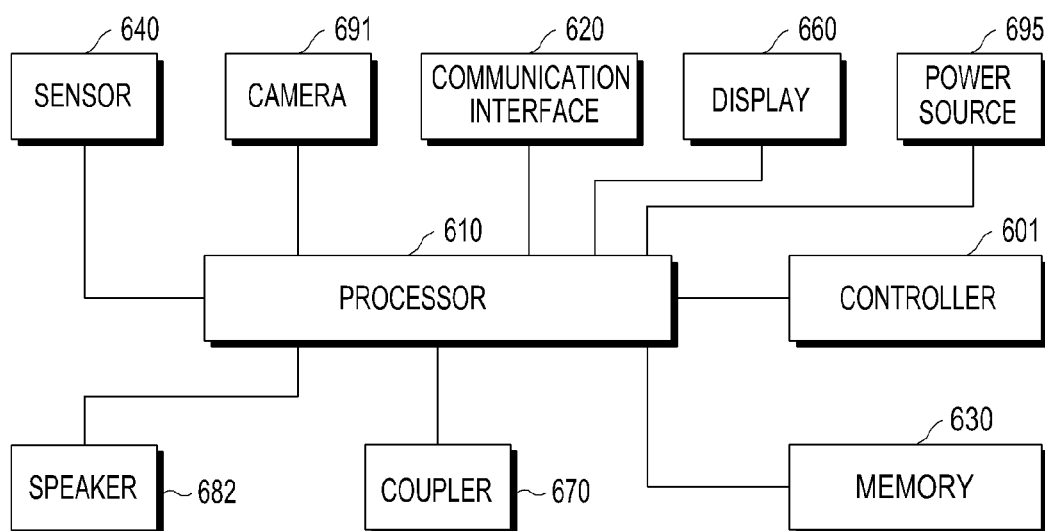 640
691
620
660
695
SENSOR
CAMERA
COMMUNICATION
INTERFACE
DISPLAY
POWER
SOURCE
610
601
PROCESSOR
CONTROLLER
630
SPEAKER
682
COUPLER
670
MEMORY